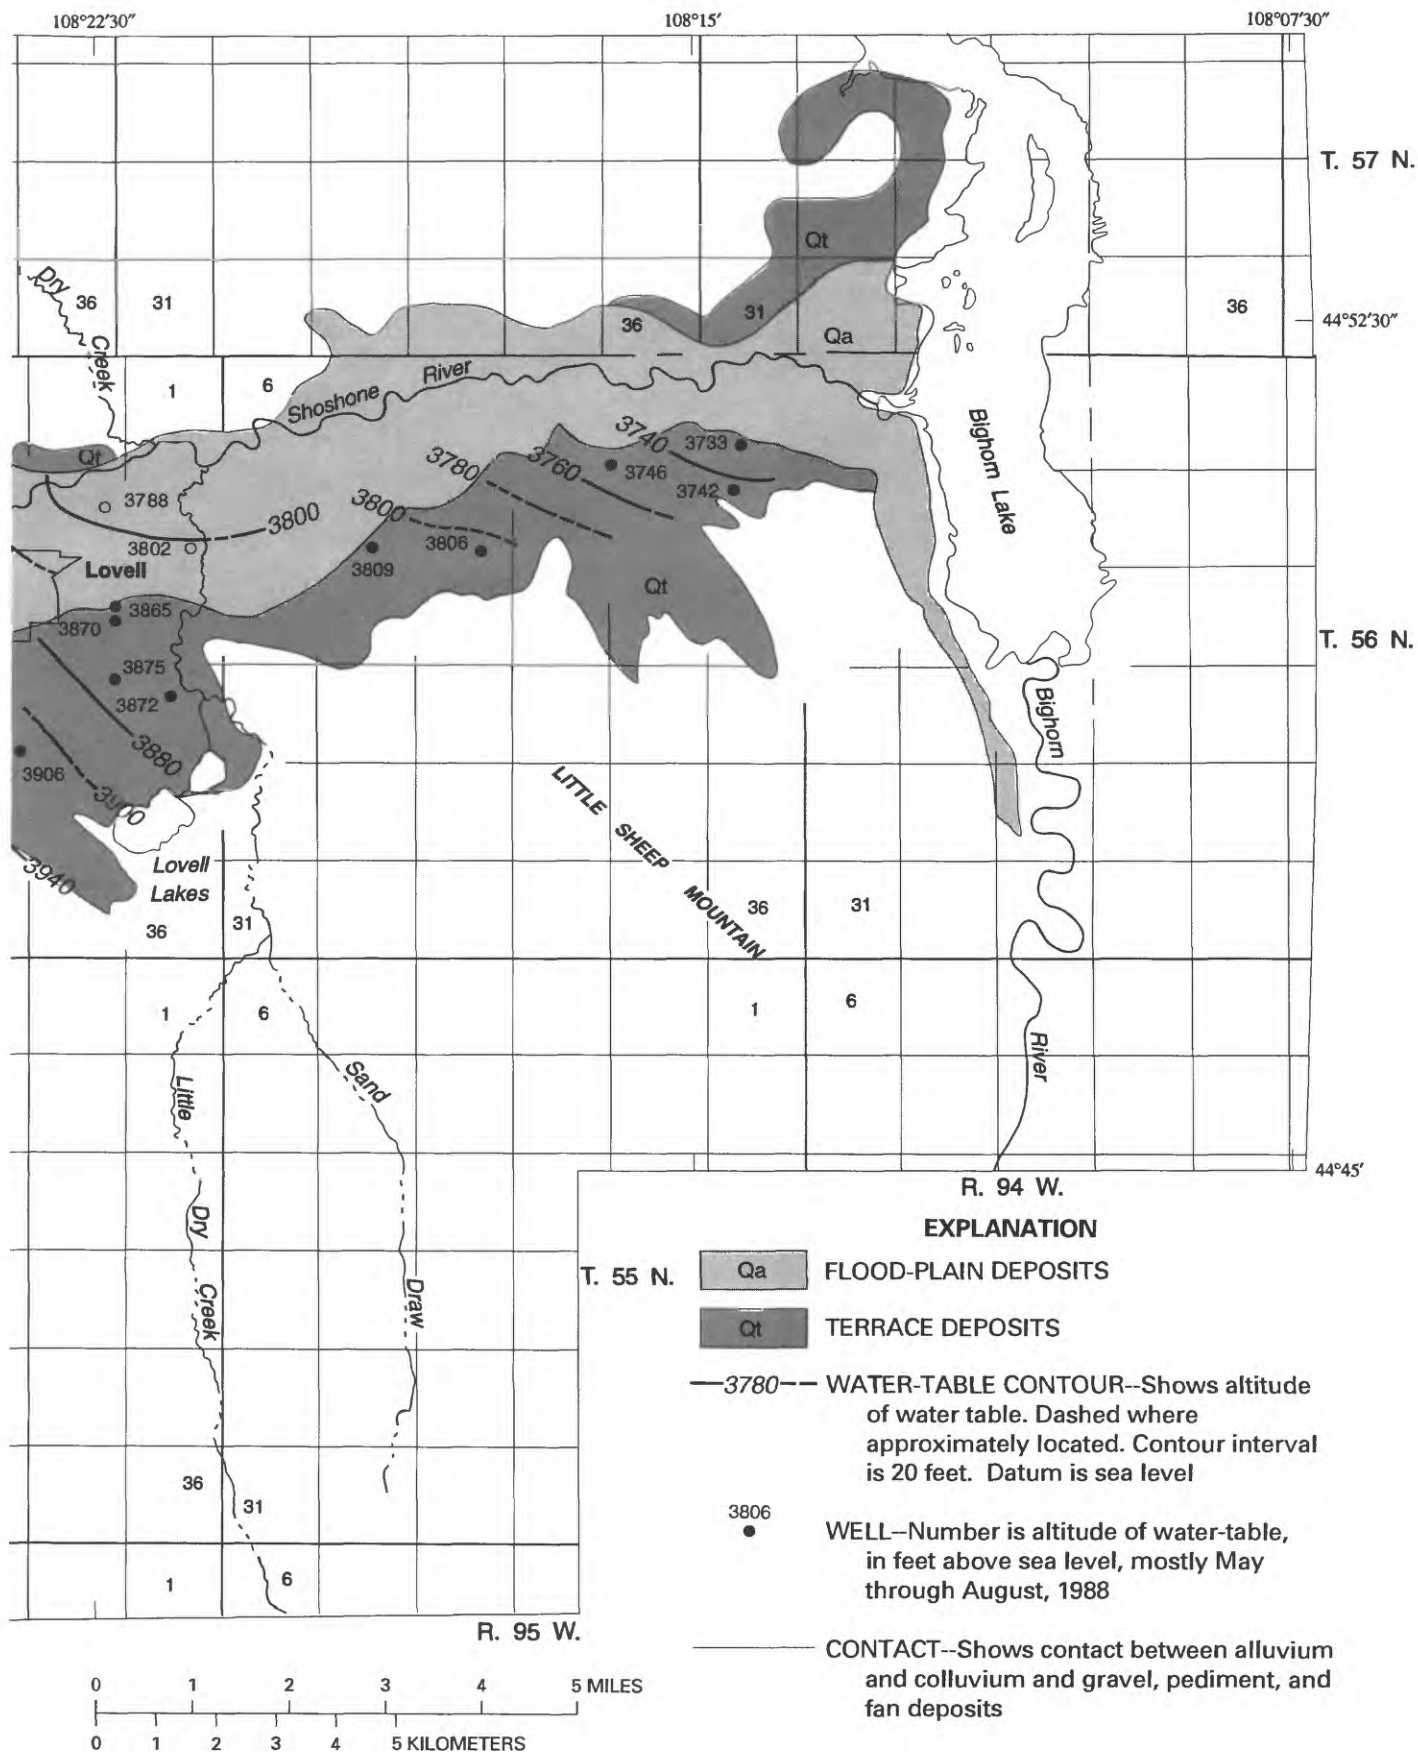 108°22'30"
108°15'
108°07'30"
T. 57 N.
Qt
Dry
Creek
36
31
36
31
36
44°52'30"
Qa
1
6
Shoshone
River
Qt
3740
3733
3780
3760
3746
3742
Bighorn Lake
3788
3800
3800
3802
3806
Lovell
3809
Qt
3865
3870
T. 56 N.
3875
3872
3880
Bighorn
3906
3900
LITTLE SHEEP MOUNTAIN
Lovell
Lakes
3940
36
31
36
31
1
6
1
6
River
Little
Sand
44°45'
R. 94 W.
Dry
Creek
Draw
T. 55 N.
36
31
1
6
R. 95 W.
EXPLANATION
Qa FLOOD-PLAIN DEPOSITS
Qt TERRACE DEPOSITS
—3780-- WATER-TABLE CONTOUR--Shows altitude
of water table. Dashed where
approximately located. Contour interval
is 20 feet. Datum is sea level
3806
WELL--Number is altitude of water-table,
in feet above sea level, mostly May
through August, 1988
CONTACT--Shows contact between alluvium
and colluvium and gravel, pediment, and
fan deposits
0 1 2 3 4 5 MILES
0 1 2 3 4 5 KILOMETERS